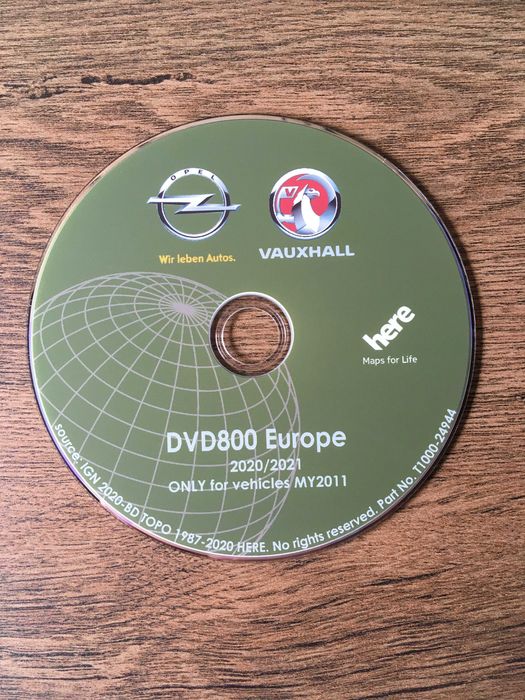 OPEL
Wir leben Autos.
V
VAUXHALL
here
Maps for Life
DVD800 Europe
2020/2021
ONLY for vehicles MY2011
source: IGN 2020-BD TOPO 1987-2020 HERE. No rights reserved. Part No. T1000-24944